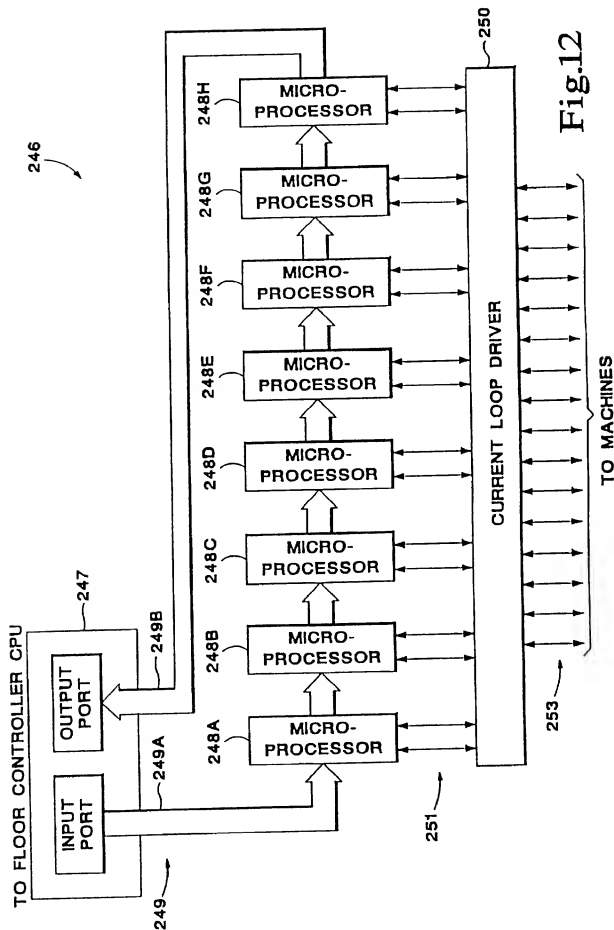 246
TO FLOOR CONTROLLER CPU
247
INPUT PORT
OUTPUT PORT
249A
249B
249
248A
MICRO-
PROCESSOR
248B
MICRO-
PROCESSOR
248C
MICRO-
PROCESSOR
248D
MICRO-
PROCESSOR
248E
MICRO-
PROCESSOR
248F
MICRO-
PROCESSOR
248G
MICRO-
PROCESSOR
248H
MICRO-
PROCESSOR
251
250
CURRENT LOOP DRIVER
253
TO MACHINES
Fig.12